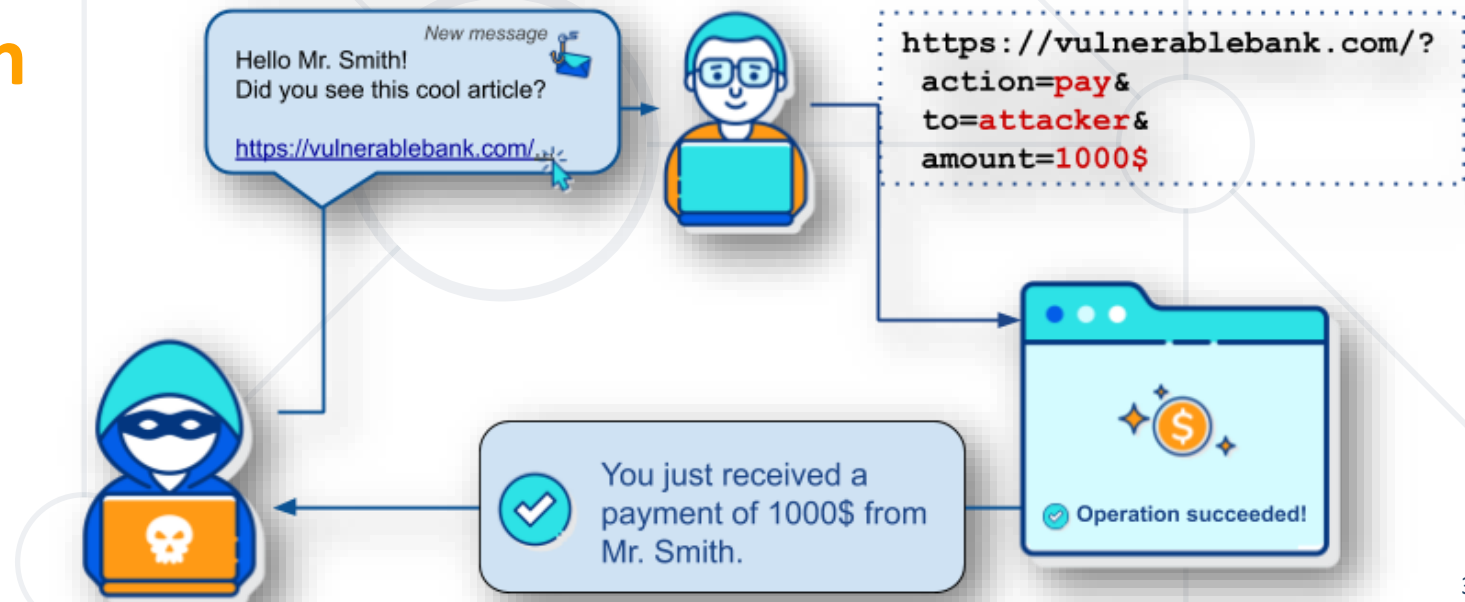 n
New message
Hello Mr. Smith!
Did you see this cool article?
https://vulnerablebank.com/...
https://vulnerablebank.com/?
action=pay&
to=attacker&
amount=1000$
$
Operation succeeded!
You just received a
payment of 1000$ from
Mr. Smith.